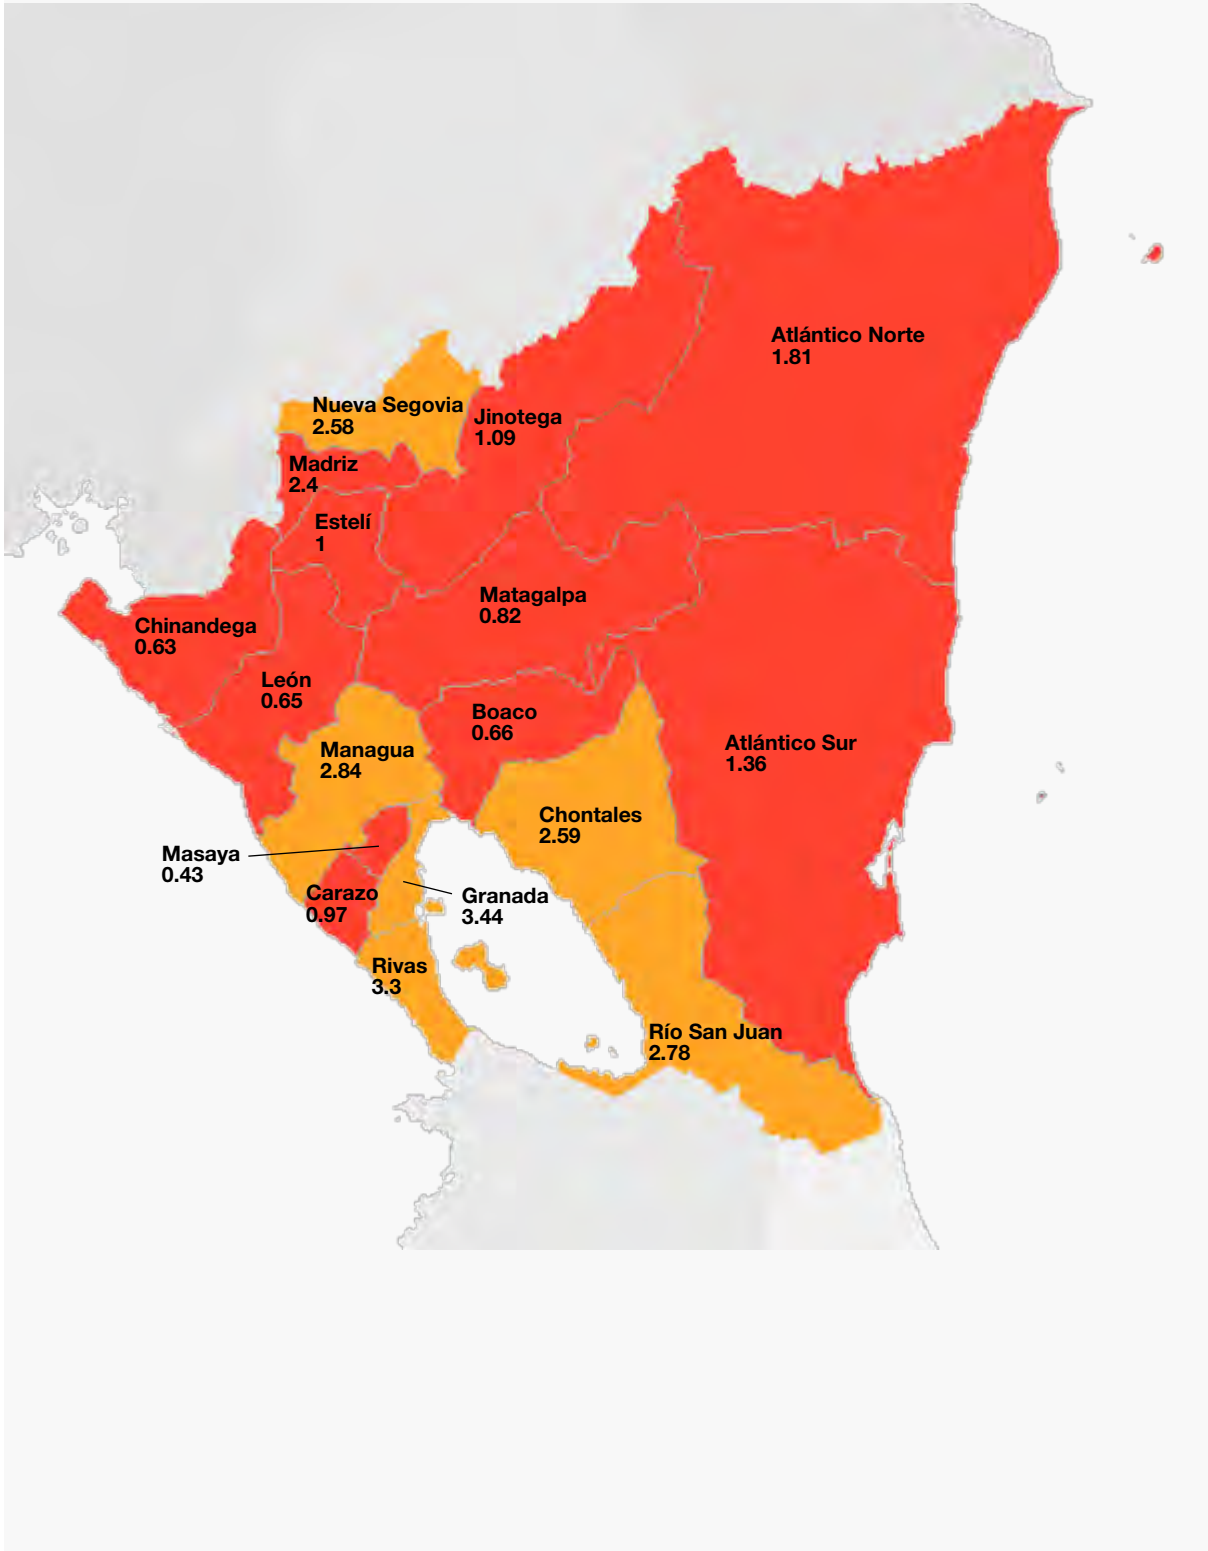 Atlántico Norte
1.81
Nueva Segovia
2.58
Jinotega
1.09
Madriz
2.4
Estelí
1
Matagalpa
0.82
Chinandega
0.63
León
0.65
Boaco
0.66
Managua
2.84
Atlántico Sur
1.36
Chontales
2.59
Masaya
0.43
Carazo
0.97
Granada
3.44
Rivas
3.3
Río San Juan
2.78